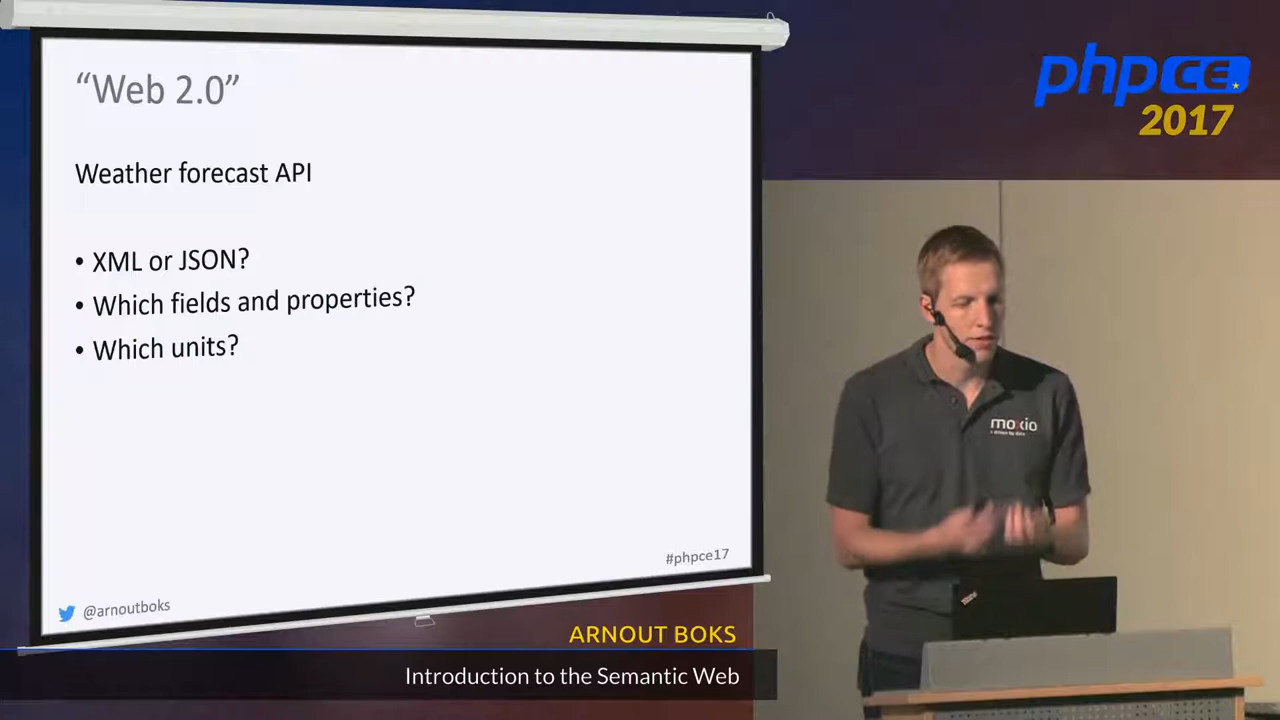 “Web 2.0”
Weather forecast API
• XML or JSON?
• Which fields and properties?
• Which units?
#phpce17
@arnoutboks
phpCE
2017
moxio
ARNOUT BOKS
Introduction to the Semantic Web